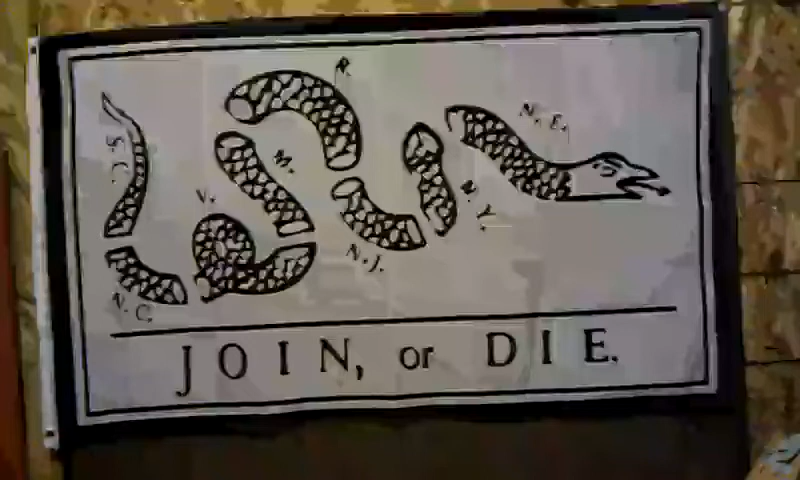 R.
N. E.
S. C.
M.
V.
N. Y.
N. J.
N. C.
JOIN, or DIE.